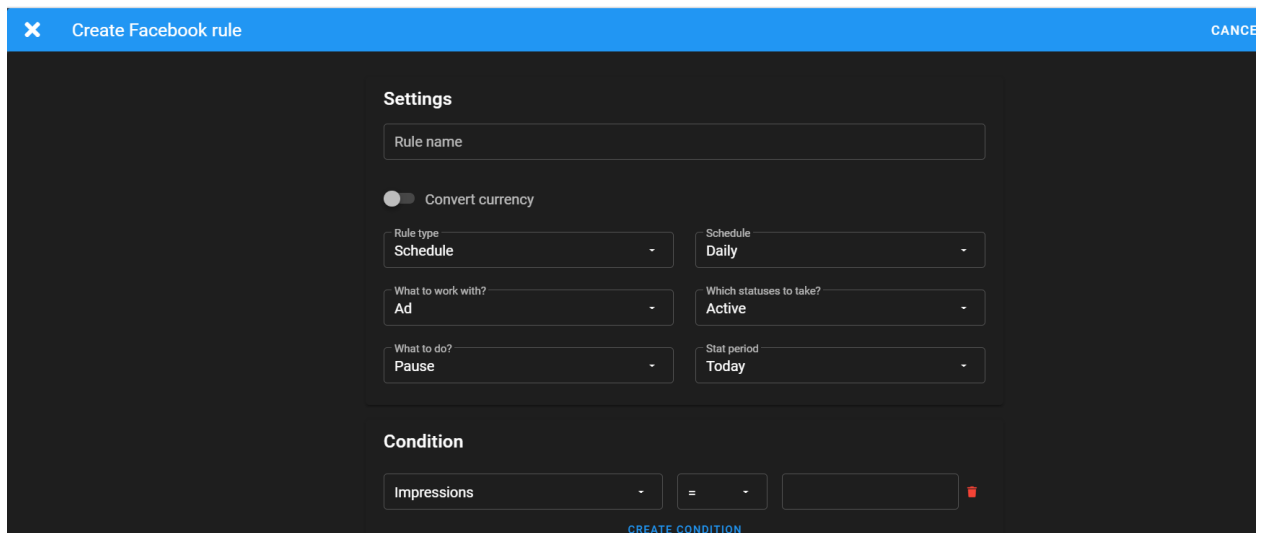 Create Facebook rule
Settings
Rule name
Convert currency
Rule type
Schedule
Schedule
Daily
What to work with?
Ad
Which statuses to take?
Active
What to do?
Pause
Stat period
Today
Condition
Impressions
=
CREATE CONDITION